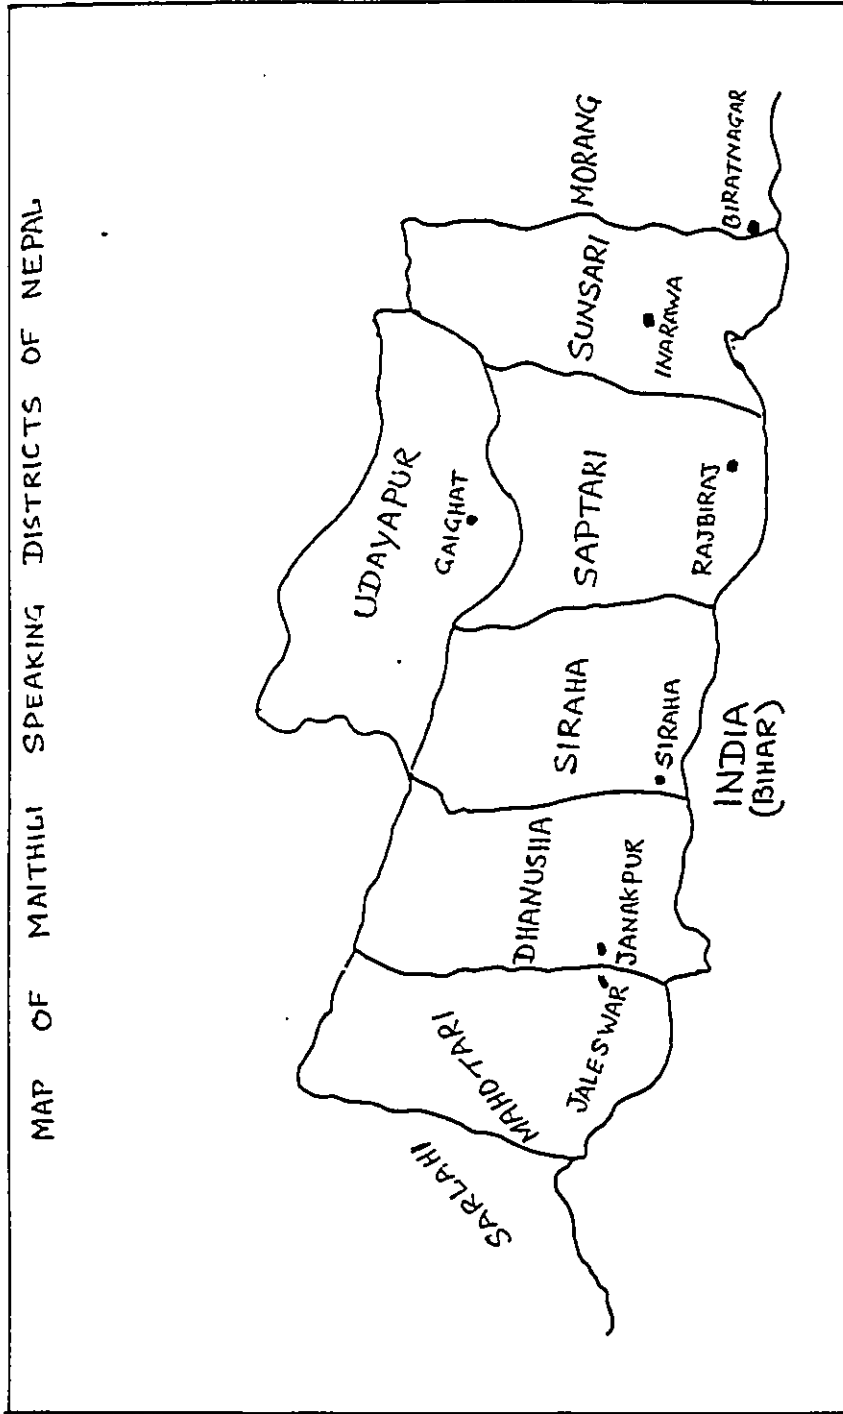 MAP OF MAITHILI SPEAKING DISTRICTS OF NEPAL
SARLAHI
MAHOTARI
JALESWAR
DHANUSHA
JANAKPUR
SIRAHA
SIRAHA
UDAYAPUR
GAIGHAT
SAPTARI
RAJBIRAJ
SUNSARI
INARAWA
MORANG
BIRATNAGAR
INDIA
(BIHAR)